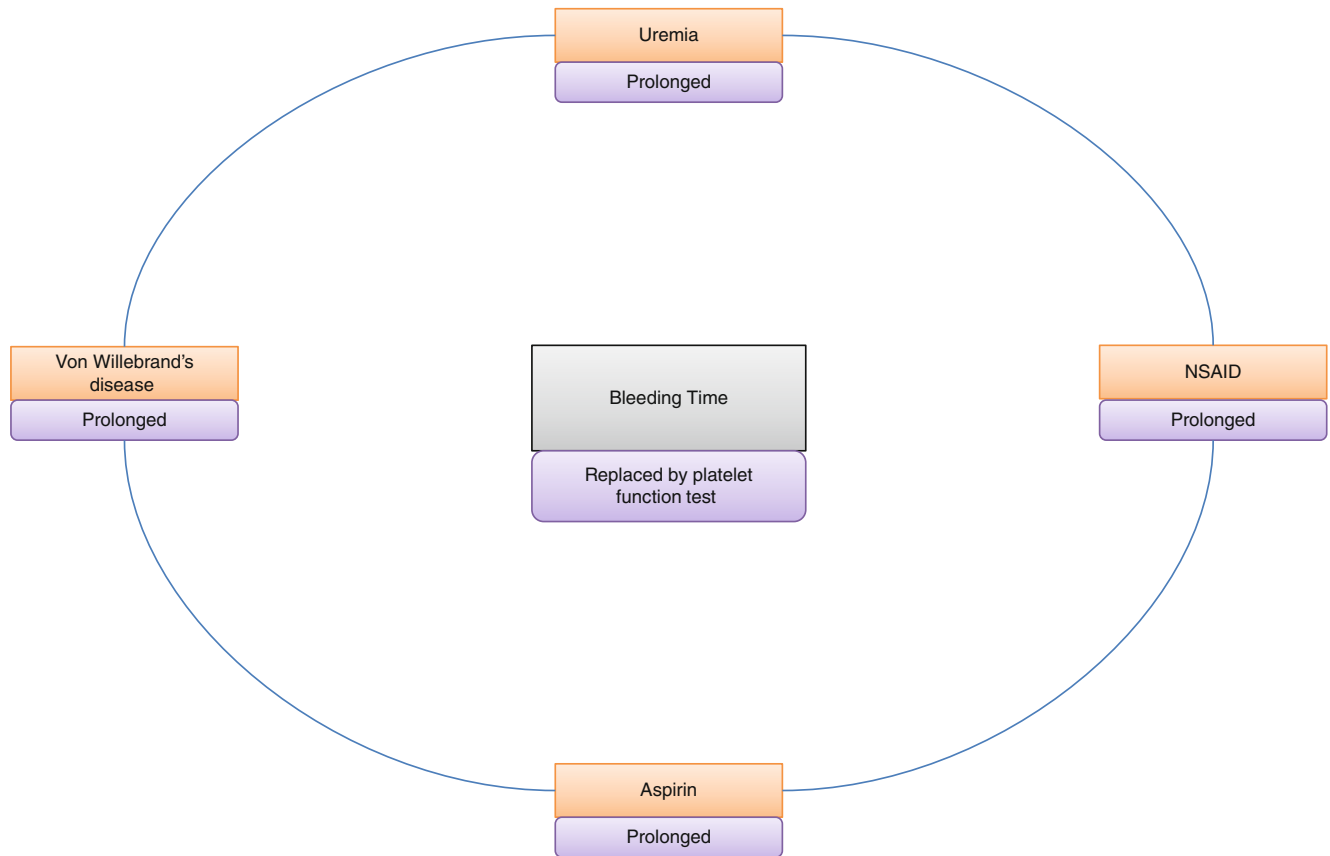 Uremia
Prolonged
Von Willebrand's
disease
Prolonged
Bleeding Time
Replaced by platelet
function test
NSAID
Prolonged
Aspirin
Prolonged